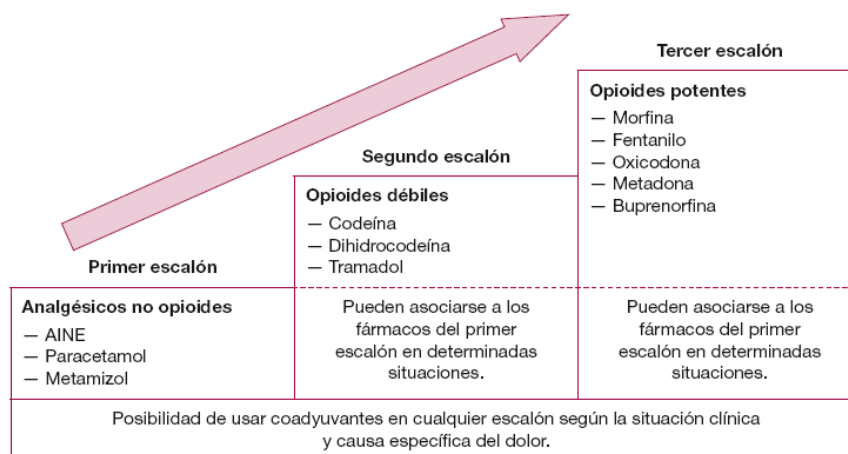 Tercer escalón
Opioides potentes
— Morfina
— Fentanilo
— Oxicodona
— Metadona
— Buprenorfina
Segundo escalón
Opioides débiles
— Codeína
— Dihidrocodeína
— Tramadol
Primer escalón
Analgésicos no opioides
— AINE
— Paracetamol
— Metamizol
Pueden asociarse a los
fármacos del primer
escalón en determinadas
situaciones.
Pueden asociarse a los
fármacos del primer
escalón en determinadas
situaciones.
Posibilidad de usar coadyuvantes en cualquier escalón según la situación clínica
y causa específica del dolor.